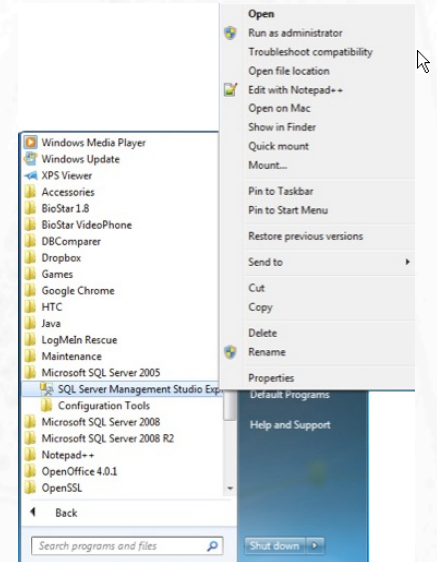 Open
Run as administrator
Troubleshoot compatibility
Open file location
Edit with Notepad++
Open on Mac
Show in Finder
Quick mount
Mount...
Pin to Taskbar
Pin to Start Menu
Restore previous versions
Send to
Cut
Copy
Delete
Rename
Properties
Windows Media Player
Windows Update
XPS Viewer
Accessories
BioStar 1.8
BioStar VideoPhone
DBComparer
Dropbox
Games
Google Chrome
HTC
Java
LogMeIn Rescue
Maintenance
Microsoft SQL Server 2005
SQL Server Management Studio Exp
Configuration Tools
Microsoft SQL Server 2008
Microsoft SQL Server 2008 R2
Notepad++
OpenOffice 4.0.1
OpenSSL
Back
Search programs and files
Default Programs
Help and Support
Shut down